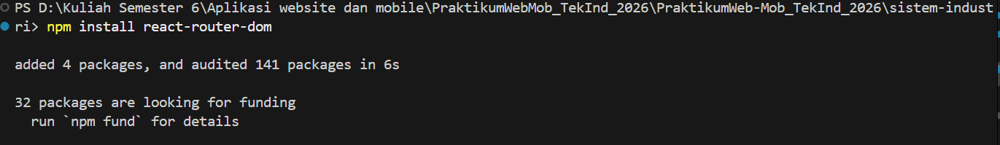 PS D:\Kuliah Semester 6\Aplikasi website dan mobile\PraktikumWebMob_TekInd_2026\PraktikumWeb-Mob_TekInd_2026\sistem-indust
ri> npm install react-router-dom
added 4 packages, and audited 141 packages in 6s
32 packages are looking for funding
  run `npm fund` for details